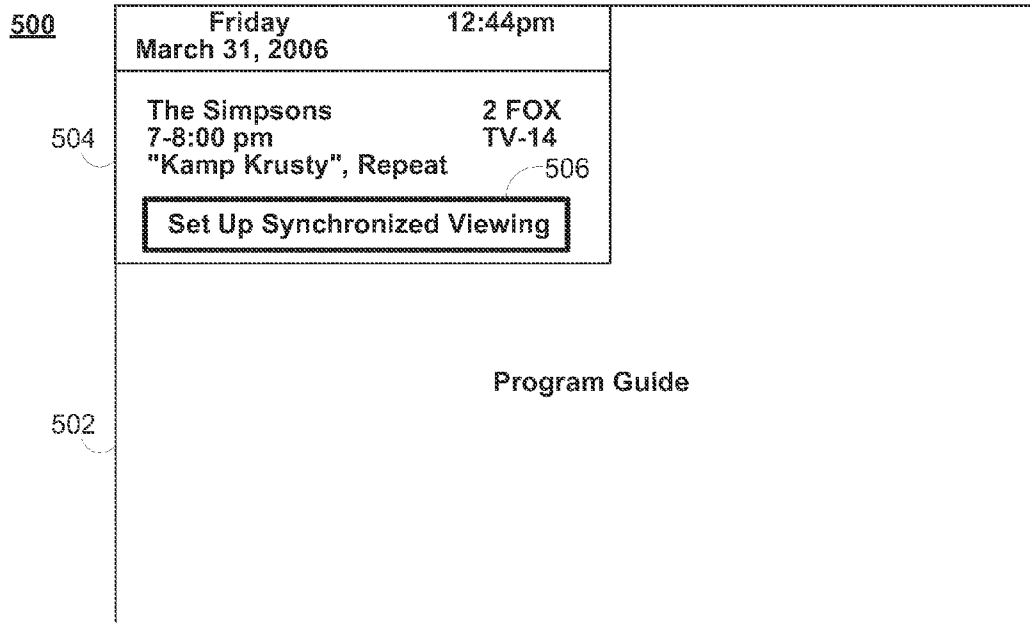 500
Friday 12:44pm
March 31, 2006
The Simpsons 2 FOX
7-8:00 pm TV-14
"Kamp Krusty", Repeat
504
506
Set Up Synchronized Viewing
Program Guide
502